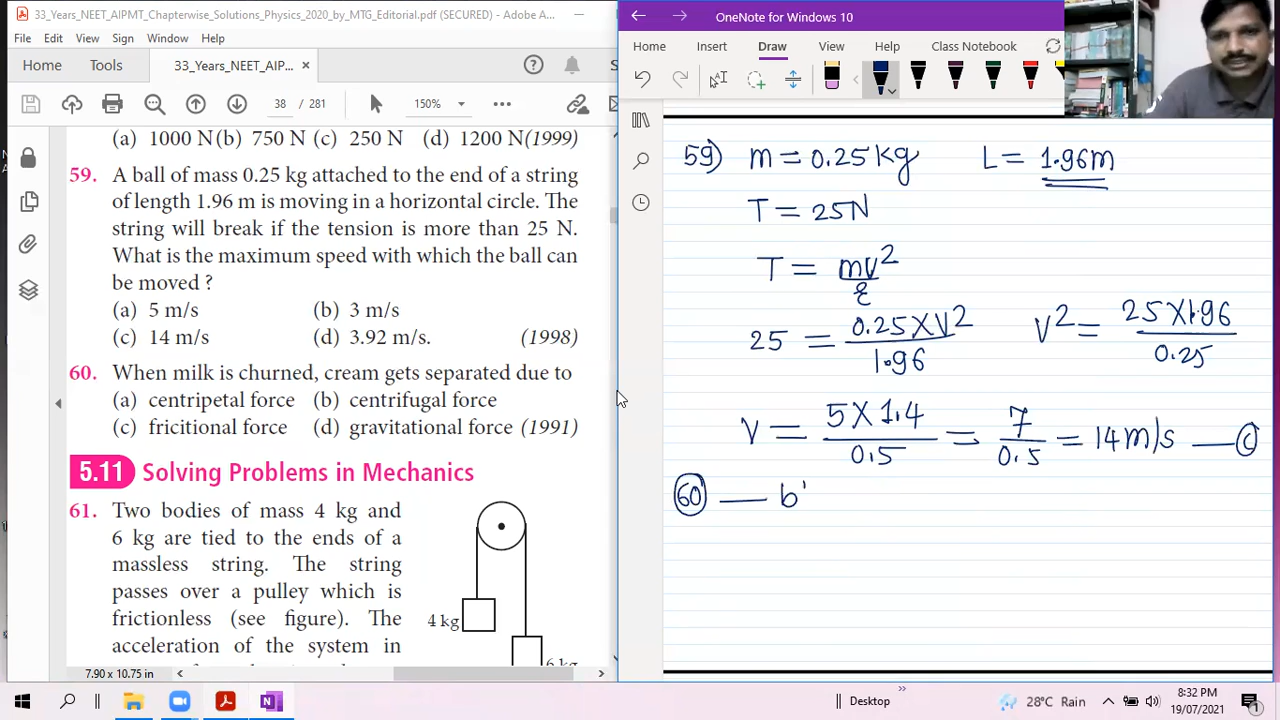 33_Years_NEET_AIPMT_Chapterwise_Solutions_Physics_2020_by_MTG_Editorial.pdf (SECURED) - Adobe A...
File Edit View Sign Window Help
Home Tools 33_Years_NEET_AIP... ×
38 / 281 150%
(a) 1000 N (b) 750 N (c) 250 N (d) 1200 N (1999)
59. A ball of mass 0.25 kg attached to the end of a string
of length 1.96 m is moving in a horizontal circle. The
string will break if the tension is more than 25 N.
What is the maximum speed with which the ball can
be moved ?
(a) 5 m/s (b) 3 m/s
(c) 14 m/s (d) 3.92 m/s. (1998)
60. When milk is churned, cream gets separated due to
(a) centripetal force (b) centrifugal force
(c) fricitional force (d) gravitational force (1991)
5.11 Solving Problems in Mechanics
61. Two bodies of mass 4 kg and
6 kg are tied to the ends of a
massless string. The string
passes over a pulley which is
frictionless (see figure). The
acceleration of the system in
4 kg
6 kg
7.90 x 10.75 in
OneNote for Windows 10
Home Insert Draw View Help Class Notebook
59) m = 0.25 kg L = 1.96m
T = 25N
T = mv²/r
25 = 0.25 X V²/1.96 V² = 25 X 1.96/0.25
V = 5 X 1.4/0.5 = 7/0.5 = 14 m/s — (c)
60 — b'
Desktop
28°C Rain
8:32 PM
19/07/2021
1